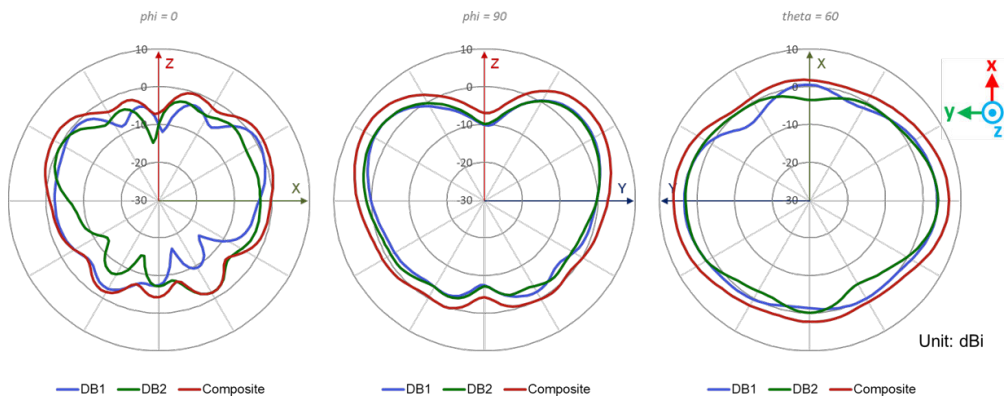 phi = 0
10
Z
0
-10
-20
-30
X
DB1 DB2 Composite
phi = 90
10
Z
0
-10
-20
-30
Y
DB1 DB2 Composite
theta = 60
10
X
0
-10
-20
30
Y
DB1 DB2 Composite
x
y
z
Unit: dBi